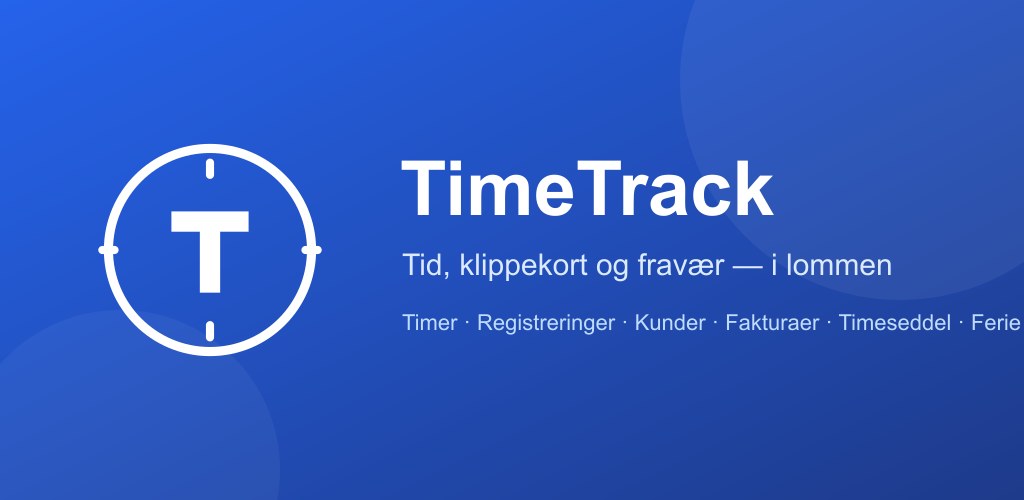 T
TimeTrack
Tid, klippekort og fravær — i lommen
Timer · Registreringer · Kunder · Fakturaer · Timeseddel · Ferie